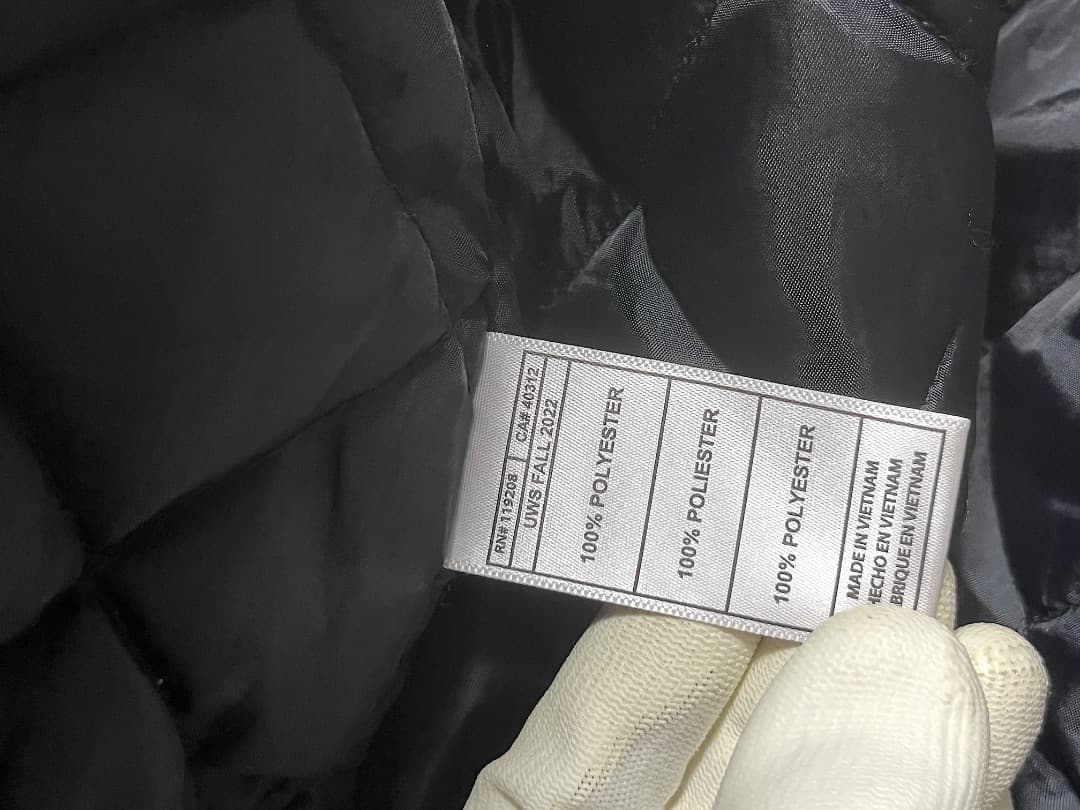 RN# 119208 CA# 40312
UWS FALL 2022
100% POLYESTER
100% POLIESTER
100% POLYESTER
MADE IN VIETNAM
HECHO EN VIETNAM
BRIQUE EN VIETNAM